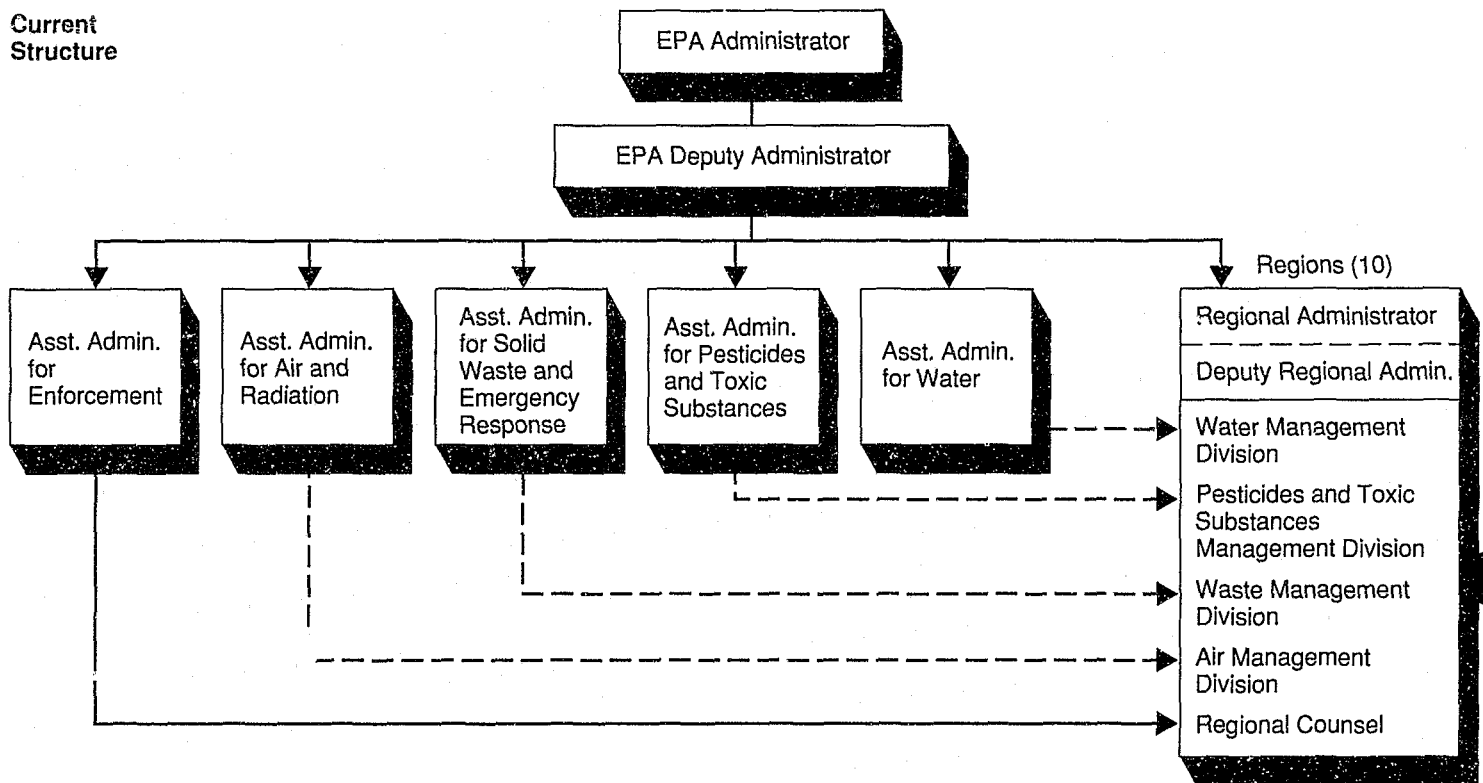 Current
Structure
EPA Administrator
EPA Deputy Administrator
Regions (10)
Asst. Admin.
for
Enforcement
Asst. Admin.
for Air and
Radiation
Asst. Admin.
for Solid
Waste and
Emergency
Response
Asst. Admin.
for Pesticides
and Toxic
Substances
Asst. Admin.
for Water
Regional Administrator
Deputy Regional Admin.
Water Management
Division
Pesticides and Toxic
Substances
Management Division
Waste Management
Division
Air Management
Division
Regional Counsel